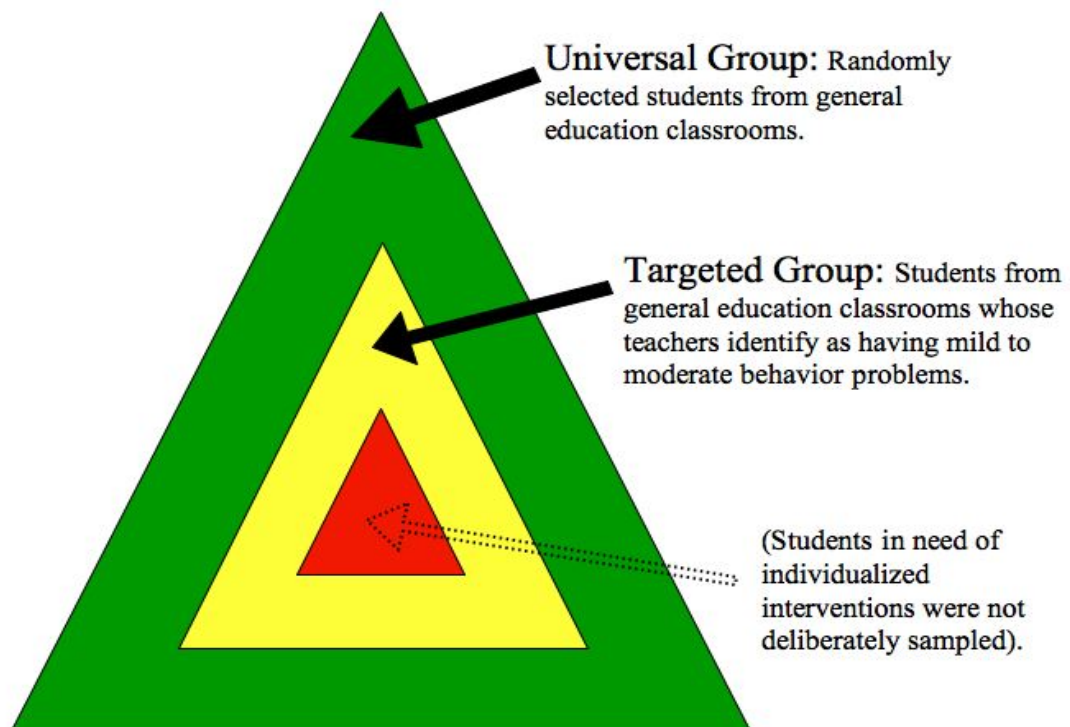 Universal Group: Randomly
selected students from general
education classrooms.
Targeted Group: Students from
general education classrooms whose
teachers identify as having mild to
moderate behavior problems.
(Students in need of
individualized
interventions were not
deliberately sampled).